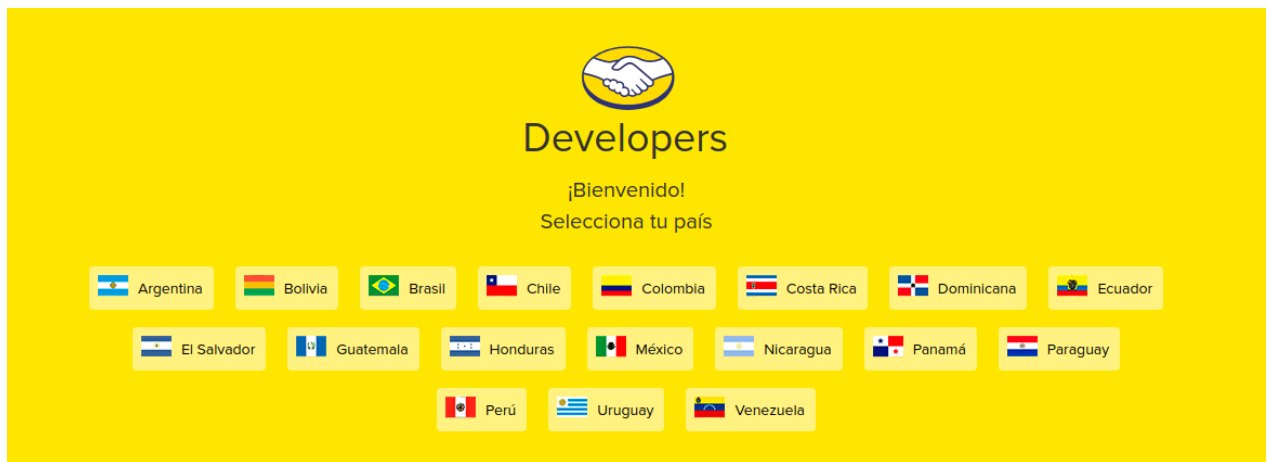 Developers
¡Bienvenido!
Selecciona tu país
Argentina Bolivia Brasil Chile Colombia Costa Rica Dominicana Ecuador
El Salvador Guatemala Honduras México Nicaragua Panamá Paraguay
Perú Uruguay Venezuela